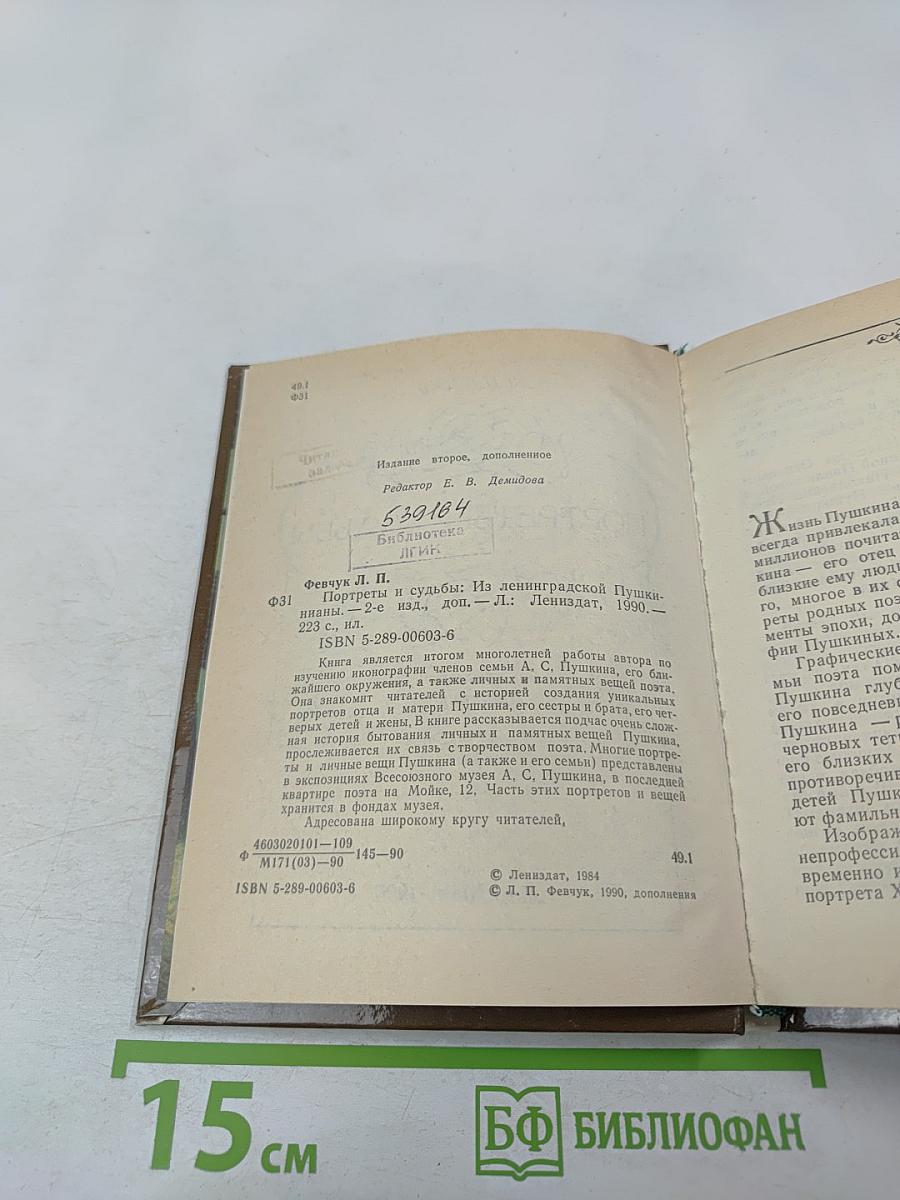 49.1
Ф31
Издание второе, дополненное
Редактор Е. В. Демидова
539164
Библиотека
ЛГИК
Февчук Л. П.
Ф31 Портреты и судьбы: Из ленинградской Пушки-
нианы. — 2-е изд., доп. — Л.: Лениздат, 1990. —
223 с., ил.
ISBN 5-289-00603-6
Книга является итогом многолетней работы автора по
изучению иконографии членов семьи А. С. Пушкина, его бли-
жайшего окружения, а также личных и памятных вещей поэта.
Она знакомит читателей с историей создания уникальных
портретов отца и матери Пушкина, его сестры и брата, его чет-
верых детей и жены. В книге рассказывается подчас очень слож-
ная история бытования личных и памятных вещей Пушкина,
прослеживается их связь с творчеством поэта. Многие портре-
ты и личные вещи Пушкина (а также и его семьи) представлены
в экспозициях Всесоюзного музея А. С. Пушкина, в последней
квартире поэта на Мойке, 12. Часть этих портретов и вещей
хранится в фондах музея.
Адресована широкому кругу читателей.
Ф 4603020101—109
М171(03)—90 145—90
49.1
ISBN 5-289-00603-6
© Лениздат, 1984
© Л. П. Февчук, 1990, дополнения
Жизнь Пушкина
всегда привлекала
миллионов почита
кина — его отец
близкие ему люд
го, многое в их с
реты родных поэ
менты эпохи, до
фии Пушкиных.
Графические
мьи поэта пом
Пушкина глуб
его повседнев
Пушкина —
черновых тет
его близких
противоречив
детей Пушк
ют фамильн
Изображ
непрофесси
временно и
портрета Х
15 см
БФ БИБЛИОФАН